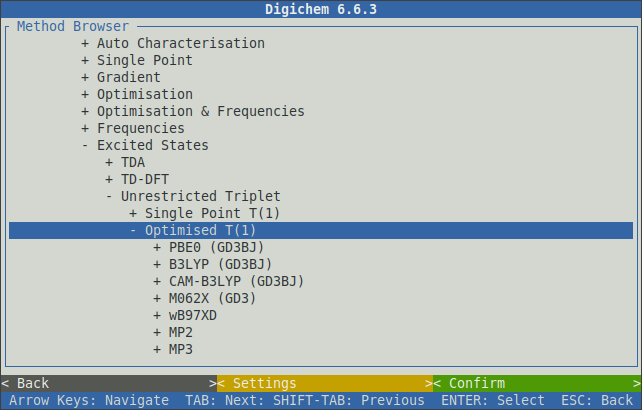 Digichem 6.6.3
Method Browser
+ Auto Characterisation
+ Single Point
+ Gradient
+ Optimisation
+ Optimisation & Frequencies
+ Frequencies
- Excited States
+ TDA
+ TD-DFT
- Unrestricted Triplet
+ Single Point T(1)
- Optimised T(1)
+ PBE0 (GD3BJ)
+ B3LYP (GD3BJ)
+ CAM-B3LYP (GD3BJ)
+ M062X (GD3)
+ wB97XD
+ MP2
+ MP3
< Back >< Settings >< Confirm >
Arrow Keys: Navigate TAB: Next: SHIFT-TAB: Previous ENTER: Select ESC: Back